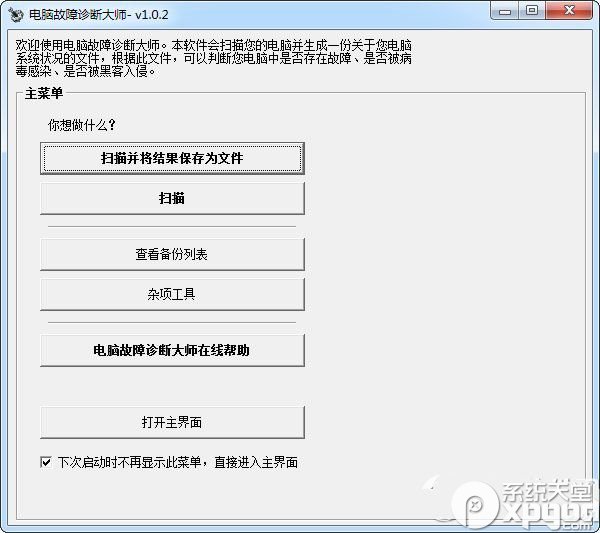 电脑故障诊断大师- v1.0.2
欢迎使用电脑故障诊断大师。本软件会扫描您的电脑并生成一份关于您电脑
系统状况的文件，根据此文件，可以判断您电脑中是否存在故障、是否被病
毒感染、是否被黑客入侵。
主菜单
你想做什么？
扫描并将结果保存为文件
扫描
查看备份列表
杂项工具
电脑故障诊断大师在线帮助
打开主界面
下次启动时不再显示此菜单，直接进入主界面
系统天堂